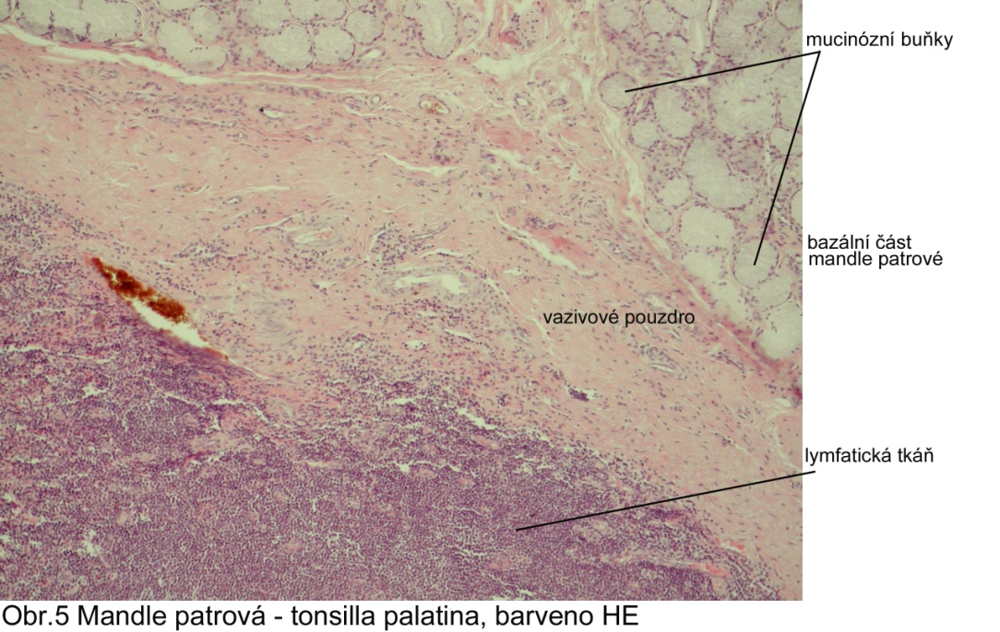 mucinózní buňky
bazální část
mandle patrové
vazivové pouzdro
lymfatická tkáň
Obr.5 Mandle patrová - tonsilla palatina, barveno HE